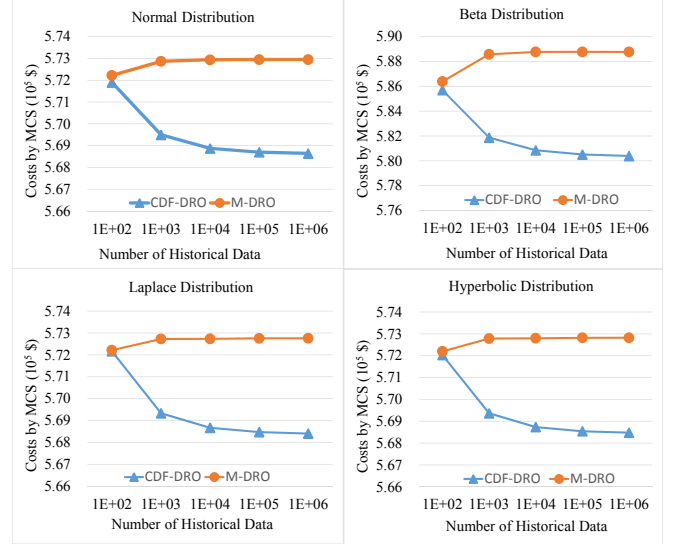 Normal Distribution
5.74
5.73
5.72
5.71
5.70
5.69
5.68
5.67
5.66
Costs by MCS (10⁵ $)
CDF-DRO M-DRO
1E+02 1E+03 1E+04 1E+05 1E+06
Number of Historical Data
Beta Distribution
5.90
5.88
5.86
5.84
5.82
5.80
5.78
5.76
Costs by MCS (10⁵ $)
CDF-DRO M-DRO
1E+02 1E+03 1E+04 1E+05 1E+06
Number of Historical Data
Laplace Distribution
5.74
5.73
5.72
5.71
5.70
5.69
5.68
5.67
5.66
Costs by MCS (10⁵ $)
CDF-DRO M-DRO
1E+02 1E+03 1E+04 1E+05 1E+06
Number of Historical Data
Hyperbolic Distribution
5.74
5.73
5.72
5.71
5.70
5.69
5.68
5.67
5.66
Costs by MCS (10⁵ $)
CDF-DRO M-DRO
1E+02 1E+03 1E+04 1E+05 1E+06
Number of Historical Data